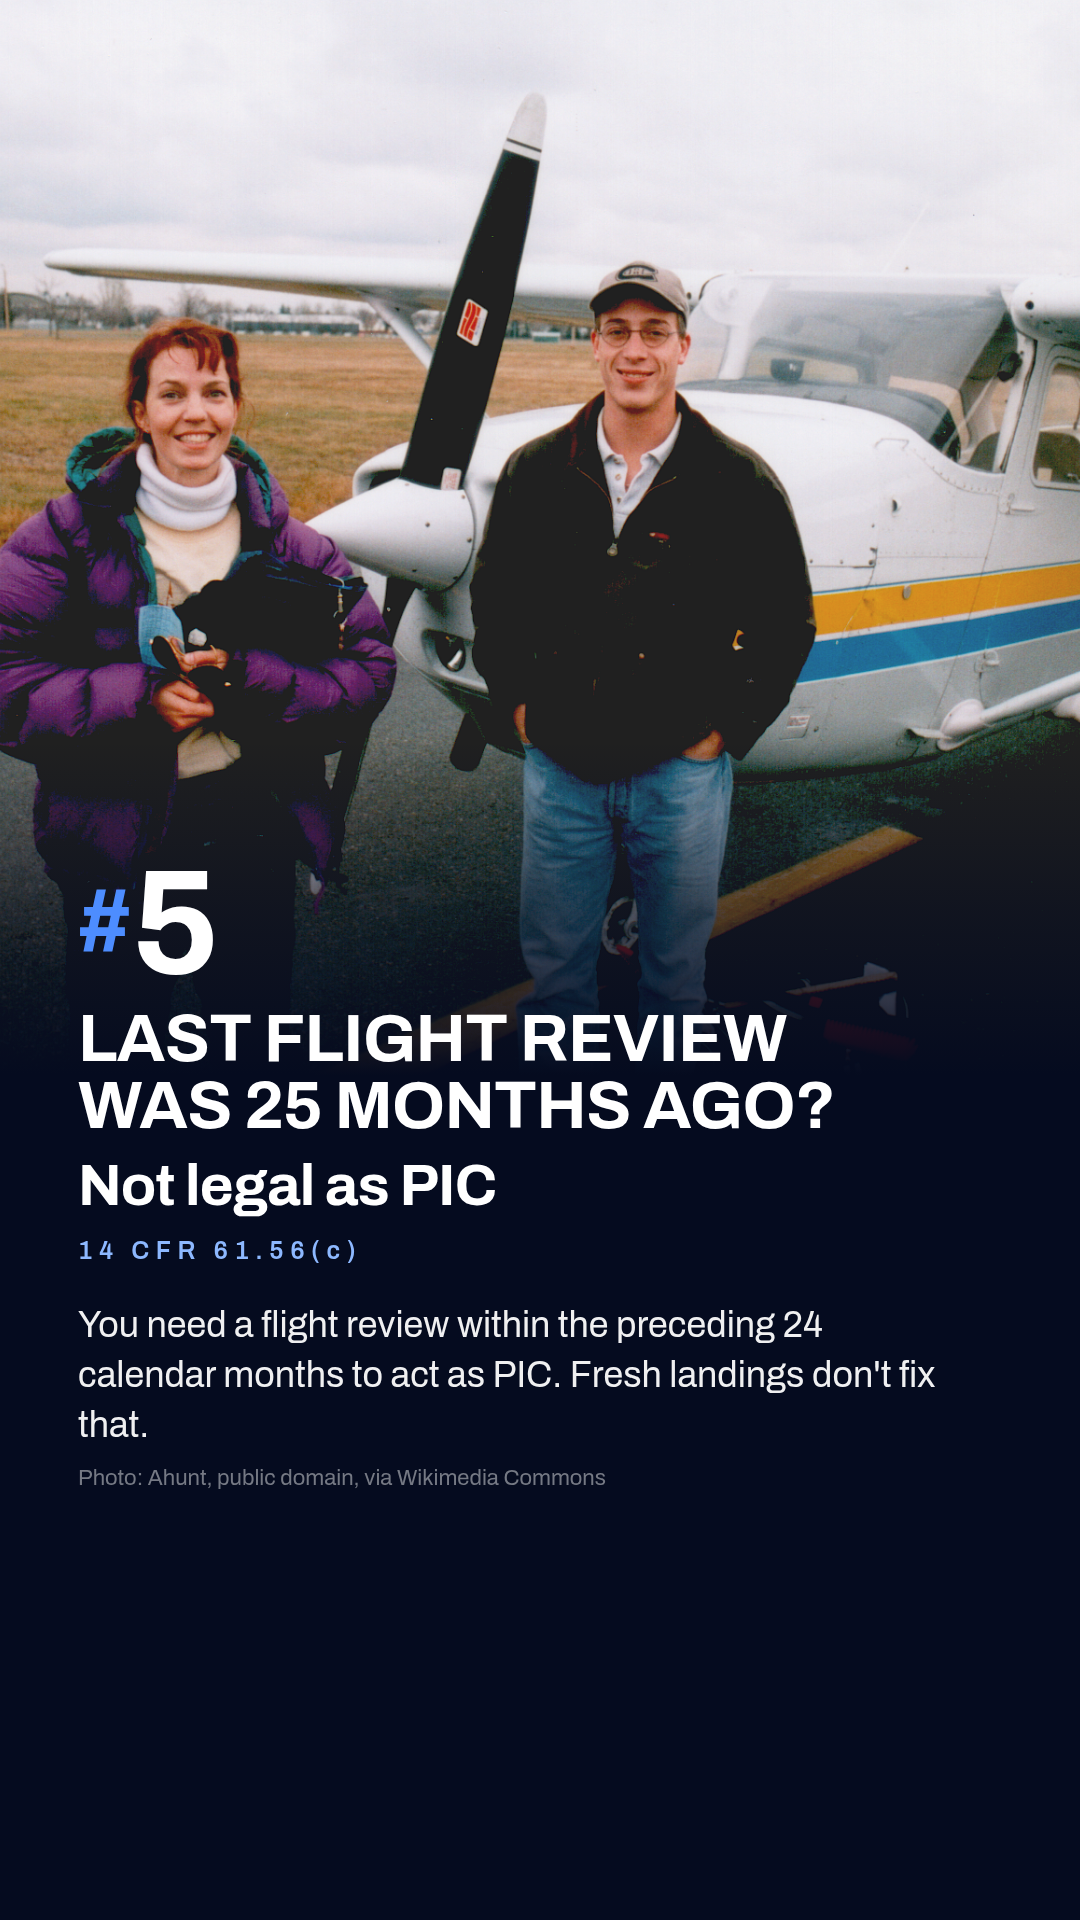 #5
LAST FLIGHT REVIEW
WAS 25 MONTHS AGO?
Not legal as PIC
14 CFR 61.56(c)
You need a flight review within the preceding 24
calendar months to act as PIC. Fresh landings don't fix
that.
Photo: Ahunt, public domain, via Wikimedia Commons